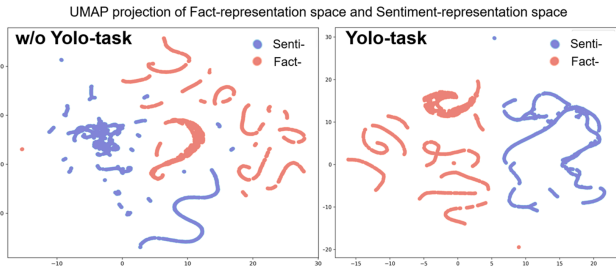 UMAP projection of Fact-representation space and Sentiment-representation space
w/o Yolo-task
Senti-
Fact-
-10
0
10
20
30
Yolo-task
Senti-
Fact-
30
20
10
0
-10
-20
-15
-10
-5
0
5
10
15
20